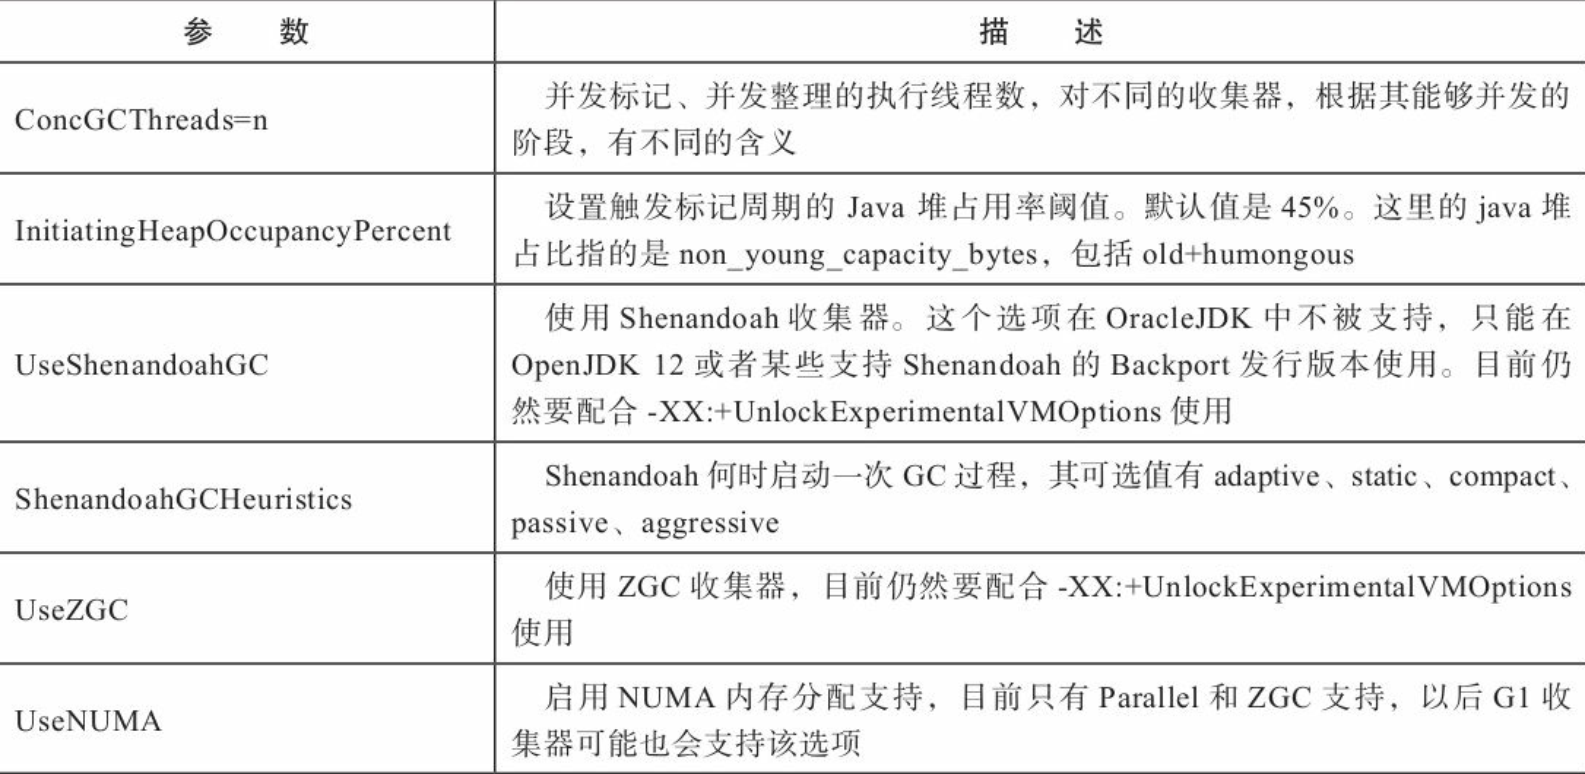 参 数
描 述
ConcGCThreads=n
并发标记、并发整理的执行线程数，对不同的收集器，根据其能够并发的
阶段，有不同的含义
InitiatingHeapOccupancyPercent
设置触发标记周期的 Java 堆占用率阈值。默认值是 45%。这里的 java 堆
占比指的是 non_young_capacity_bytes，包括 old+humongous
UseShenandoahGC
使用 Shenandoah 收集器。这个选项在 OracleJDK 中不被支持，只能在
OpenJDK 12 或者某些支持 Shenandoah 的 Backport 发行版本使用。目前仍
然要配合 -XX:+UnlockExperimentalVMOptions 使用
ShenandoahGCHeuristics
Shenandoah 何时启动一次 GC 过程，其可选值有 adaptive、static、compact、
passive、aggressive
UseZGC
使用 ZGC 收集器，目前仍然要配合 -XX:+UnlockExperimentalVMOptions
使用
UseNUMA
启用 NUMA 内存分配支持，目前只有 Parallel 和 ZGC 支持，以后 G1 收
集器可能也会支持该选项